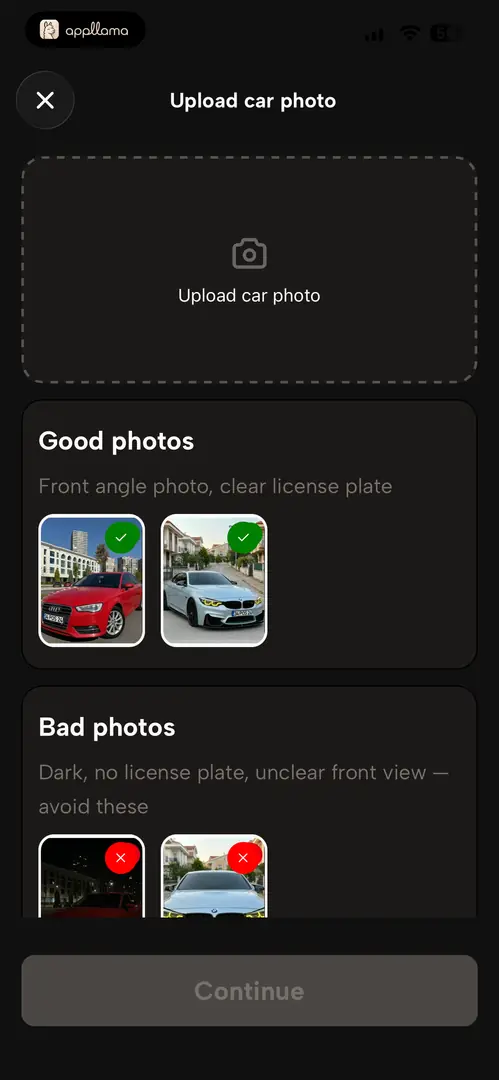 appllama
Upload car photo
Upload car photo
Good photos
Front angle photo, clear license plate
Bad photos
Dark, no license plate, unclear front view —
avoid these
Continue